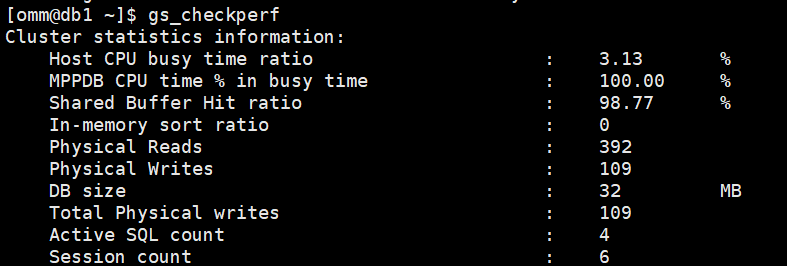 [omm@db1 ~]$ gs_checkperf
Cluster statistics information:
    Host CPU busy time ratio                     :    3.13       %
    MPPDB CPU time % in busy time                :    100.00     %
    Shared Buffer Hit ratio                      :    98.77      %
    In-memory sort ratio                         :    0
    Physical Reads                               :    392
    Physical Writes                              :    109
    DB size                                      :    32         MB
    Total Physical writes                        :    109
    Active SQL count                             :    4
    Session count                                :    6